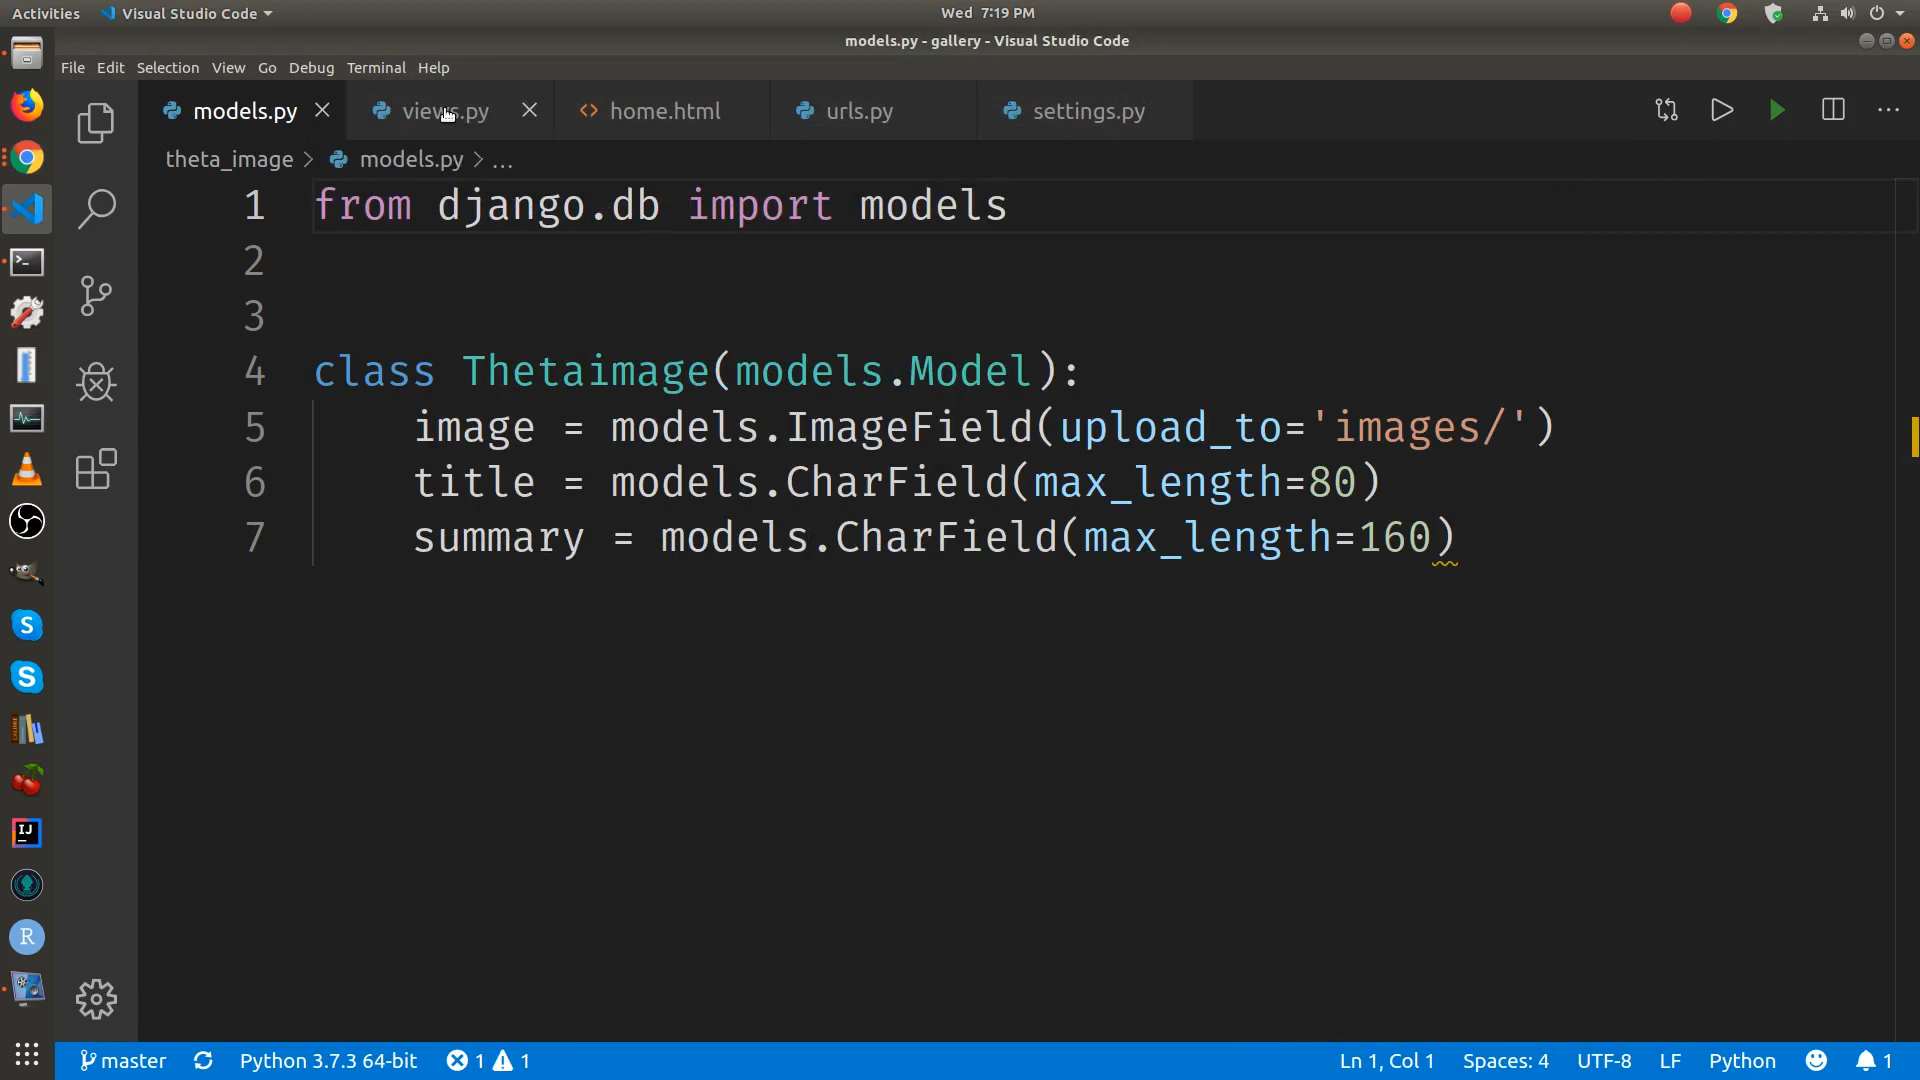 Activities Visual Studio Code Wed 7:19 PM
models.py - gallery - Visual Studio Code
File Edit Selection View Go Debug Terminal Help
models.py views.py home.html urls.py settings.py
theta_image > models.py > ...
1 from django.db import models
2
3
4 class Thetaimage(models.Model):
5 image = models.ImageField(upload_to='images/')
6 title = models.CharField(max_length=80)
7 summary = models.CharField(max_length=160)
master Python 3.7.3 64-bit 1 1 Ln 1, Col 1 Spaces: 4 UTF-8 LF Python 1
S
S
IJ
R